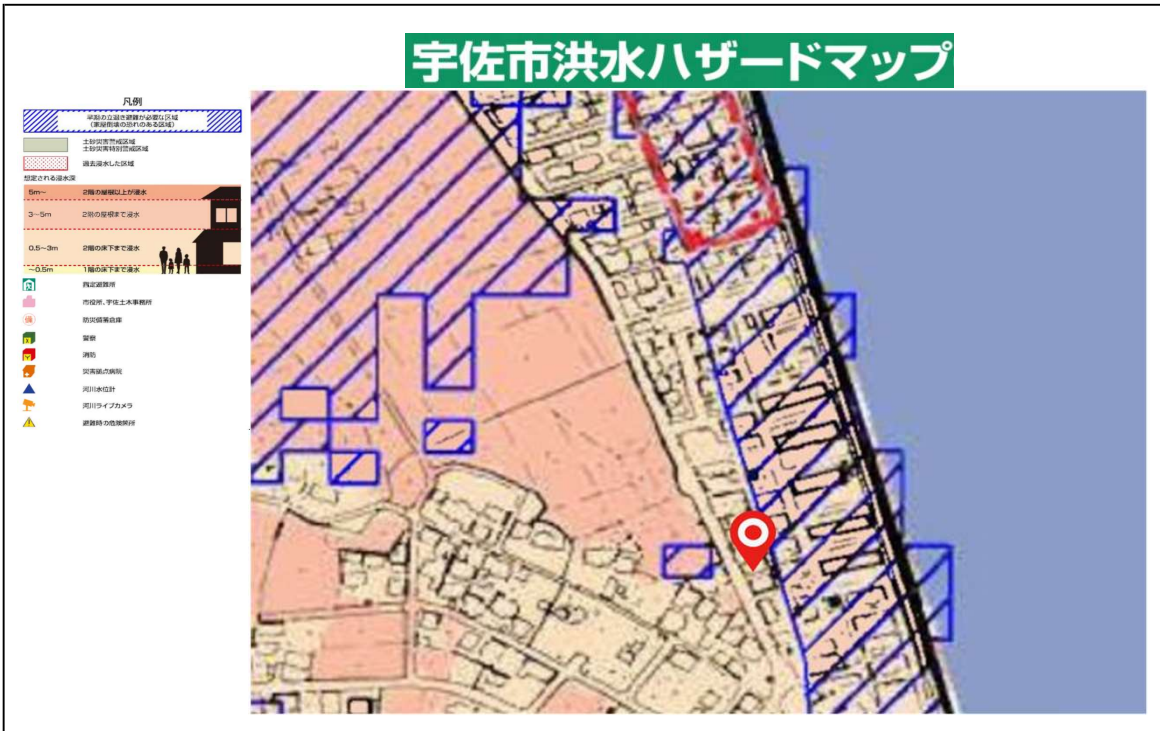 宇佐市洪水ハザードマップ
凡例
早期の立退き避難が必要な区域
(家屋倒壊の恐れのある区域)
土砂災害警戒区域
土砂災害特別警戒区域
過去浸水した区域
想定される浸水深
5m〜 2階の屋根以上が浸水
3〜5m 2階の屋根まで浸水
0.5〜3m 2階の床下まで浸水
〜0.5m 1階の床下まで浸水
指定避難所
市役所、宇佐土木事務所
防災備蓄倉庫
警察
消防
災害拠点病院
河川水位計
河川ライブカメラ
避難時の危険箇所